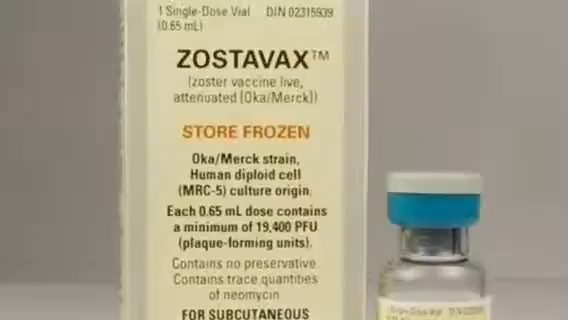 1 Single-Dose Vial DIN 02315939
(0.65 mL)
ZOSTAVAX™
(zoster vaccine live,
attenuated [Oka/Merck])
STORE FROZEN
Oka/Merck strain,
Human diploid cell
(MRC-5) culture origin.
Each 0.65 mL dose contains
a minimum of 19,400 PFU
(plaque-forming units).
Contains no preservative.
Contains trace quantities
of neomycin
FOR SUBCUTANEOUS